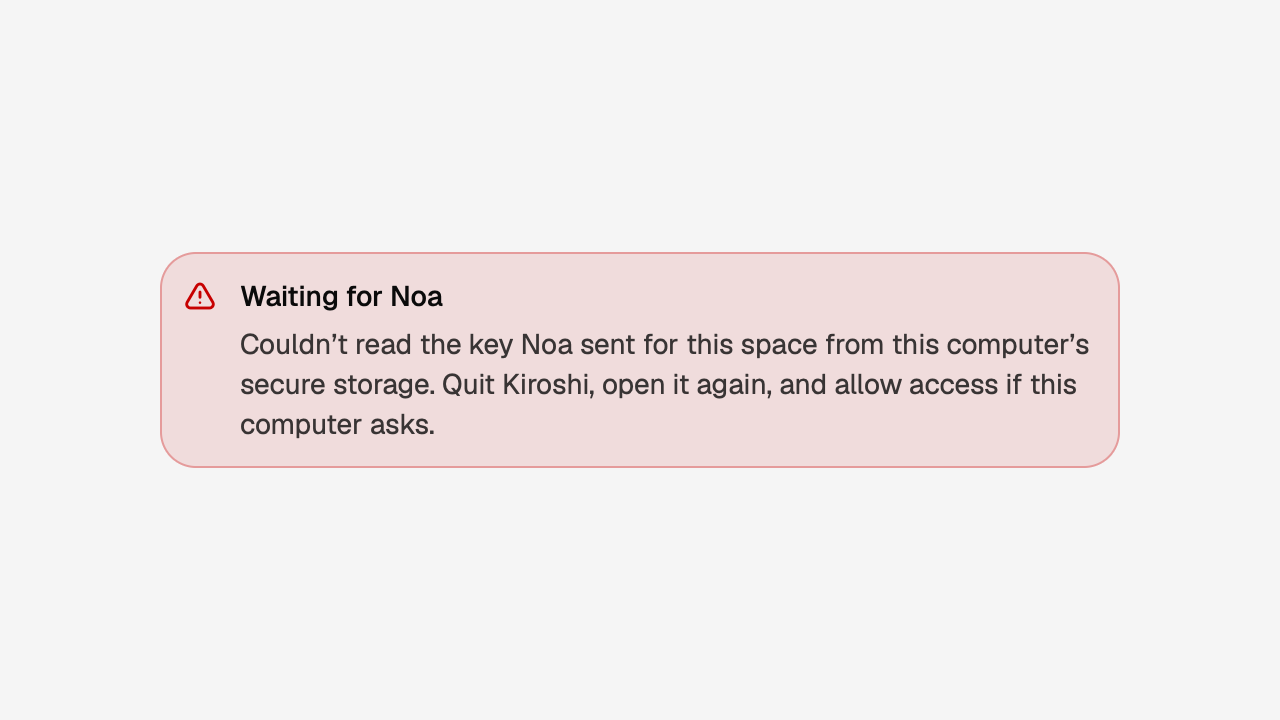 Waiting for Noa
Couldn’t read the key Noa sent for this space from this computer’s
secure storage. Quit Kiroshi, open it again, and allow access if this
computer asks.